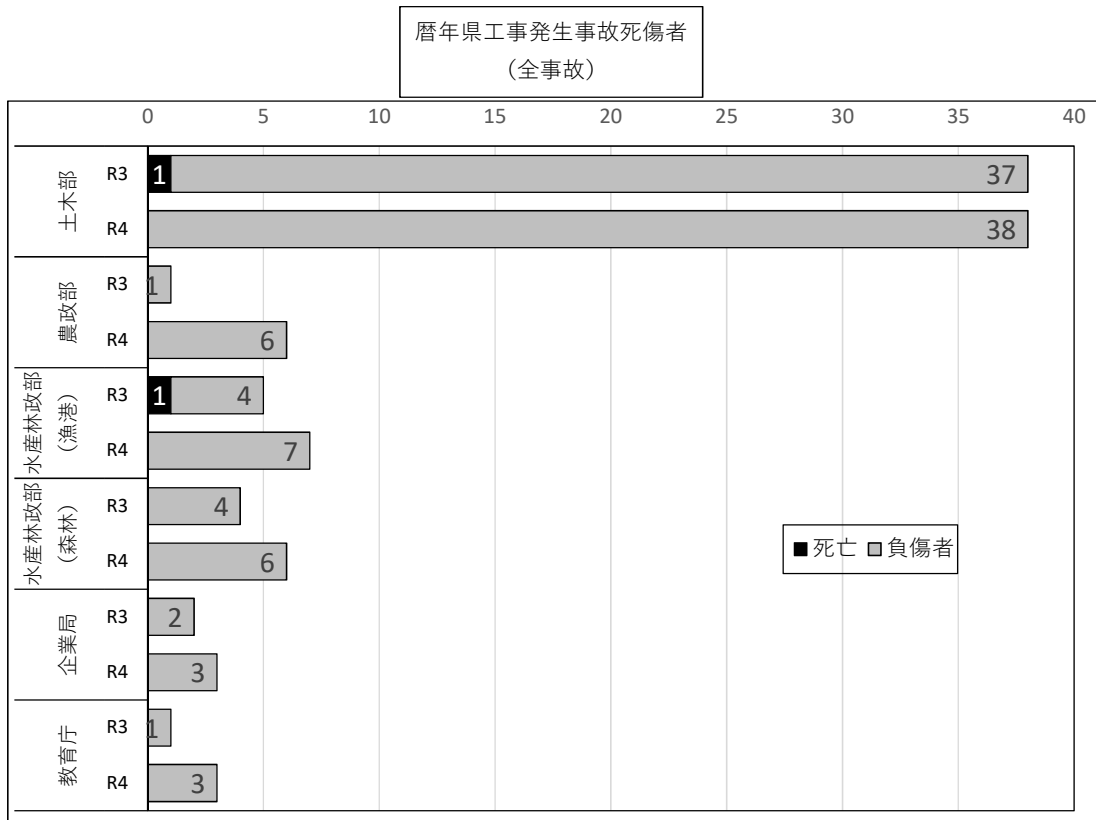 暦年県工事発生事故死傷者
（全事故）
0 5 10 15 20 25 30 35 40
土木部
R3 1 37
R4 38
農政部
R3 1
R4 6
水産林政部
（漁港）
R3 1 4
R4 7
水産林政部
（森林）
R3 4
R4 6
企業局
R3 2
R4 3
教育庁
R3 1
R4 3
死亡 負傷者